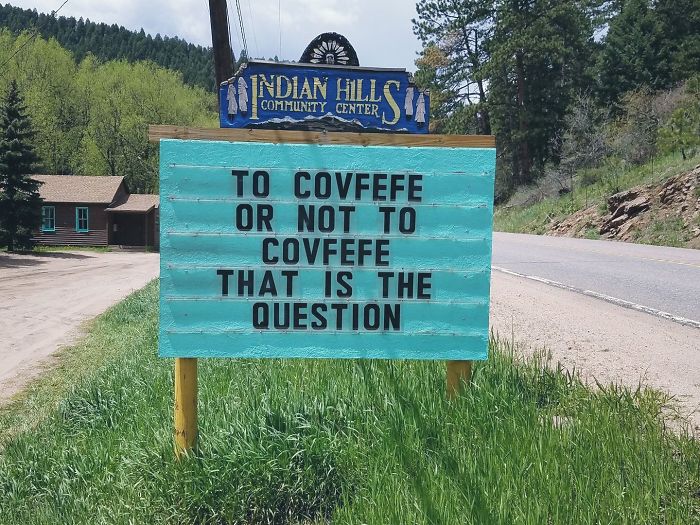 INDIAN HILLS
COMMUNITY CENTER
TO COVFEFE
OR NOT TO
COVFEFE
THAT IS THE
QUESTION